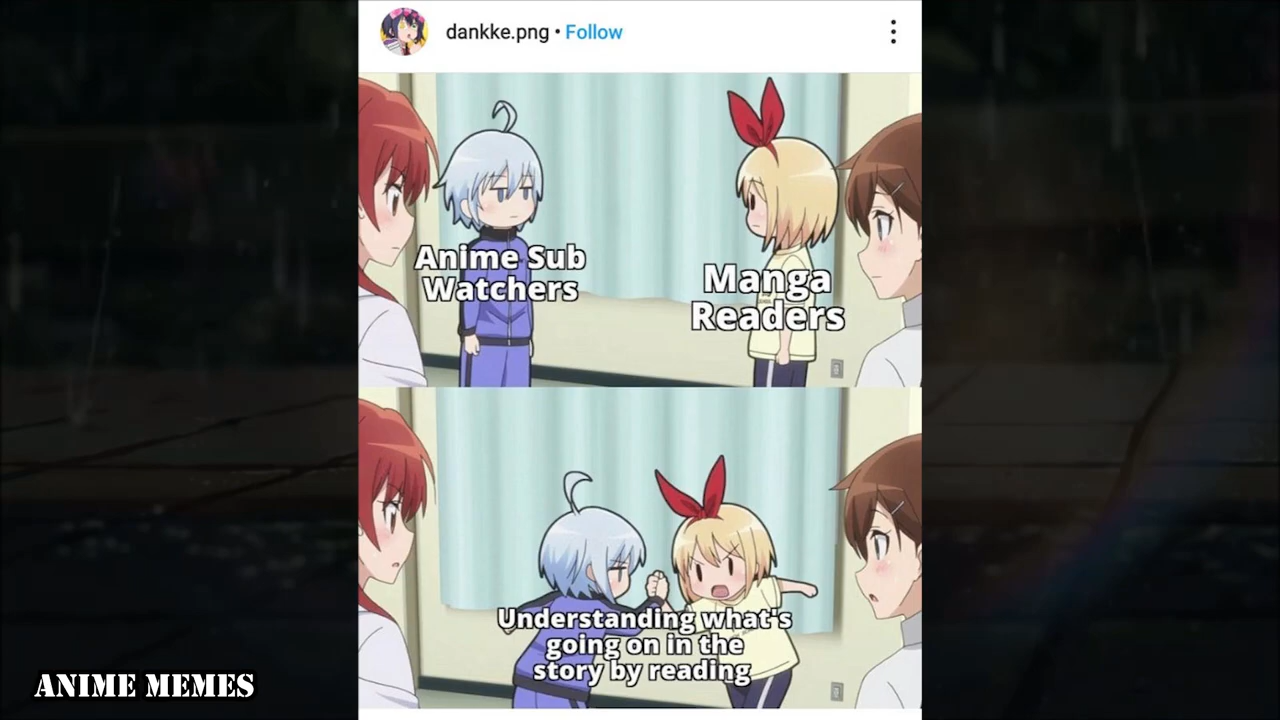 dankke.png • Follow
Anime Sub
Watchers
Manga
Readers
Understanding what's
going on in the
story by reading
ANIME MEMES